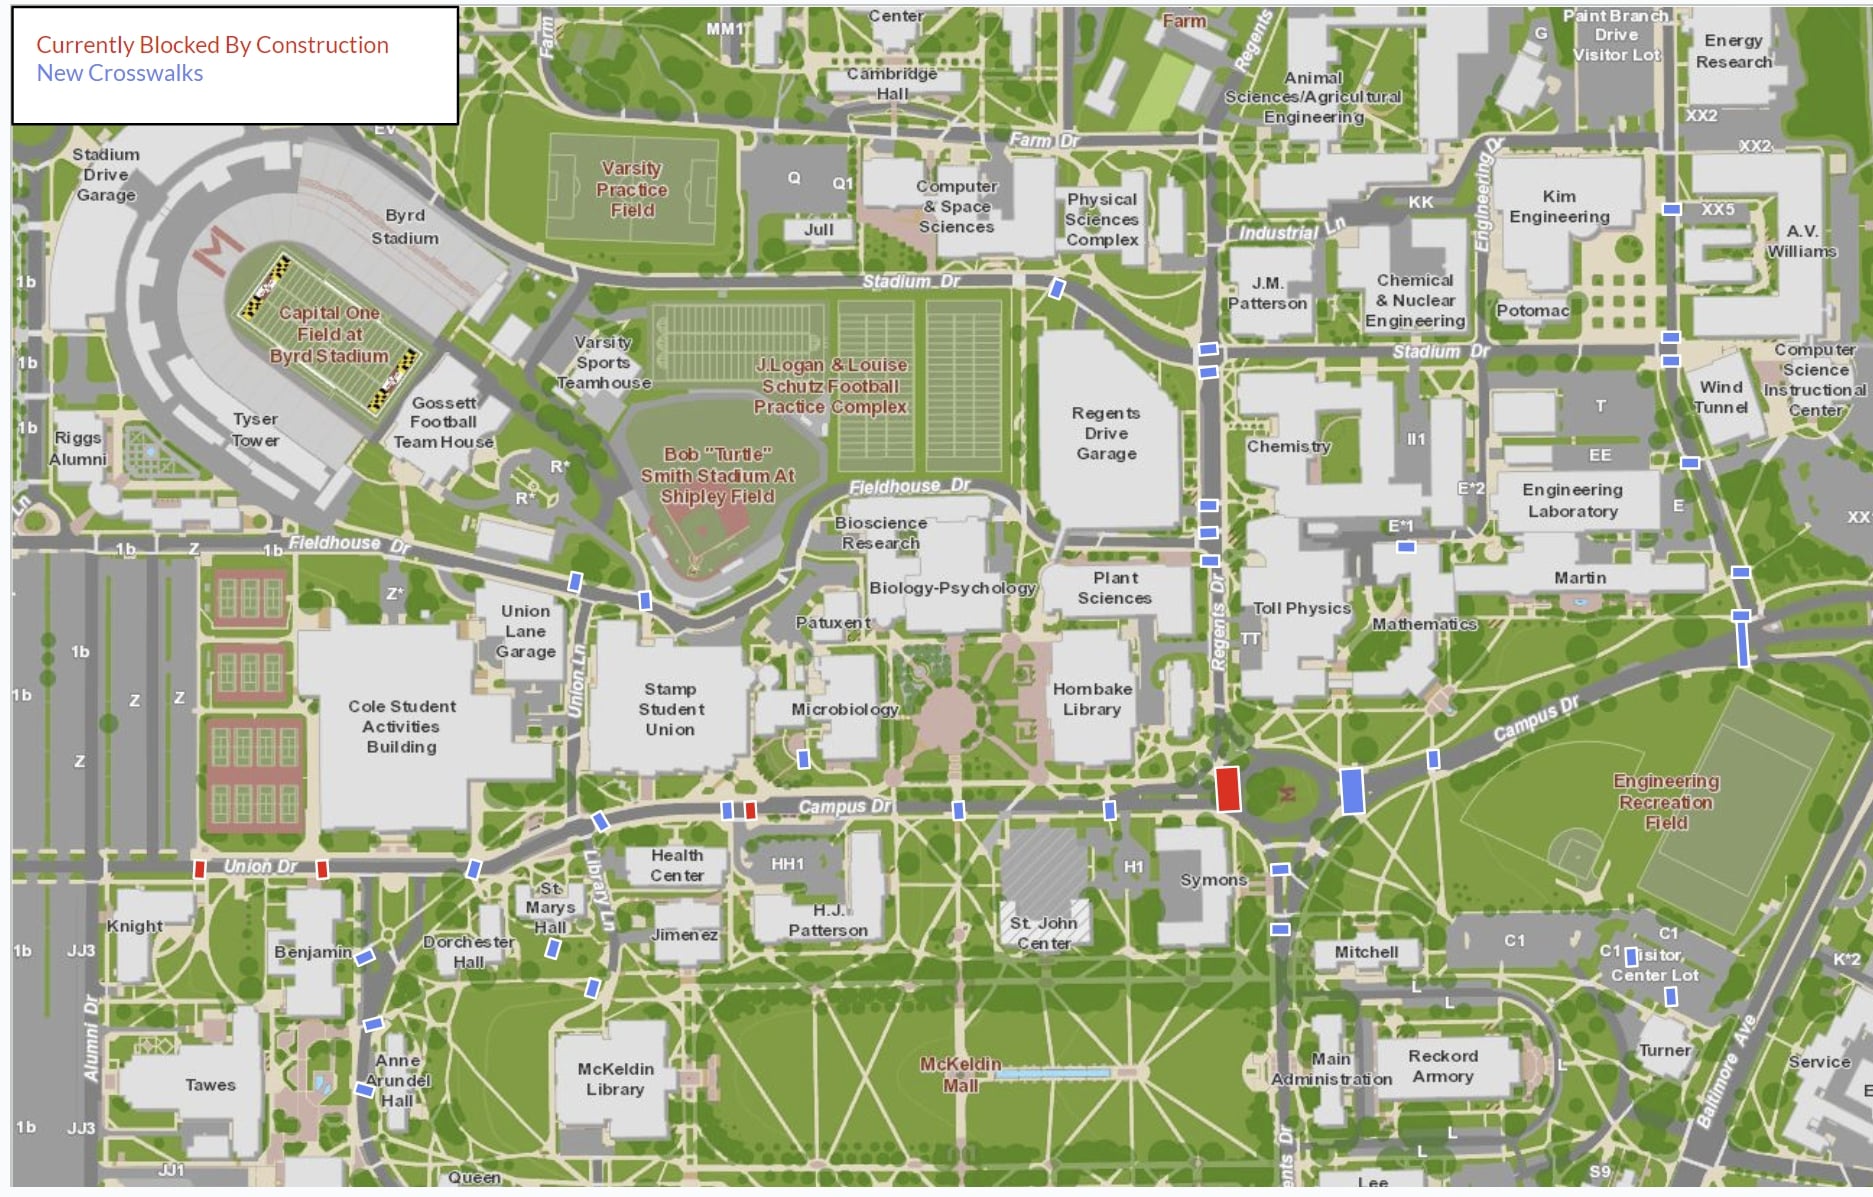 Currently Blocked By Construction
New Crosswalks
Farm
MM1
Center
Farm
Regents
G
Paint Branch
Drive
Visitor Lot
Energy
Research
Cambridge
Hall
Animal
Sciences/Agricultural
Engineering
XX2
EV
Farm Dr
XX2
Stadium
Drive
Garage
Varsity
Practice
Field
Q
Q1
Computer
& Space
Sciences
Physical
Sciences
Complex
KK
Engineering Dr
Kim
Engineering
XX5
A.V.
Williams
Byrd
Stadium
M
Jull
Industrial Ln
1b
Stadium Dr
J.M.
Patterson
Chemical
& Nuclear
Engineering
Potomac
Capital One
Field at
Byrd Stadium
Varsity
Sports
Teamhouse
J.Logan & Louise
Schutz Football
Practice Complex
Stadium Dr
Computer
Science
Instructional
Center
1b
Wind
Tunnel
T
Gossett
Football
Team House
Tyser
Tower
Regents
Drive
Garage
Chemistry
II1
EE
1b
Riggs
Alumni
R*
R*
Bob "Turtle"
Smith Stadium At
Shipley Field
Fieldhouse Dr
E*2
Engineering
Laboratory
E
Ln
XX
E*1
Bioscience
Research
1b
Z
1b
Fieldhouse Dr
Z*
Union
Lane
Garage
Biology-Psychology
Plant
Sciences
Martin
Patuxent
Regents Dr
Toll Physics
TT
Mathematics
1b
1b
Z
Z
Z
Union Ln
Cole Student
Activities
Building
Stamp
Student
Union
Microbiology
Hornbake
Library
Campus Dr
M
Engineering
Recreation
Field
Campus Dr
Union Dr
Library Ln
Health
Center
HH1
H1
Symons
Knight
St.
Marys
Hall
H.J.
Patterson
St. John
Center
Benjamin
Dorchester
Hall
Jimenez
Mitchell
C1
C1
C1
Visitor
Center Lot
K*2
1b
JJ3
L
L
Alumni Dr
Anne
Arundel
Hall
McKeldin
Library
McKeldin
Mall
Main
Administration
Reckord
Armory
L
Turner
Baltimore Ave
Service
E
Tawes
1b
JJ3
ents Dr
L
L
JJ1
Queen
Lee
S9